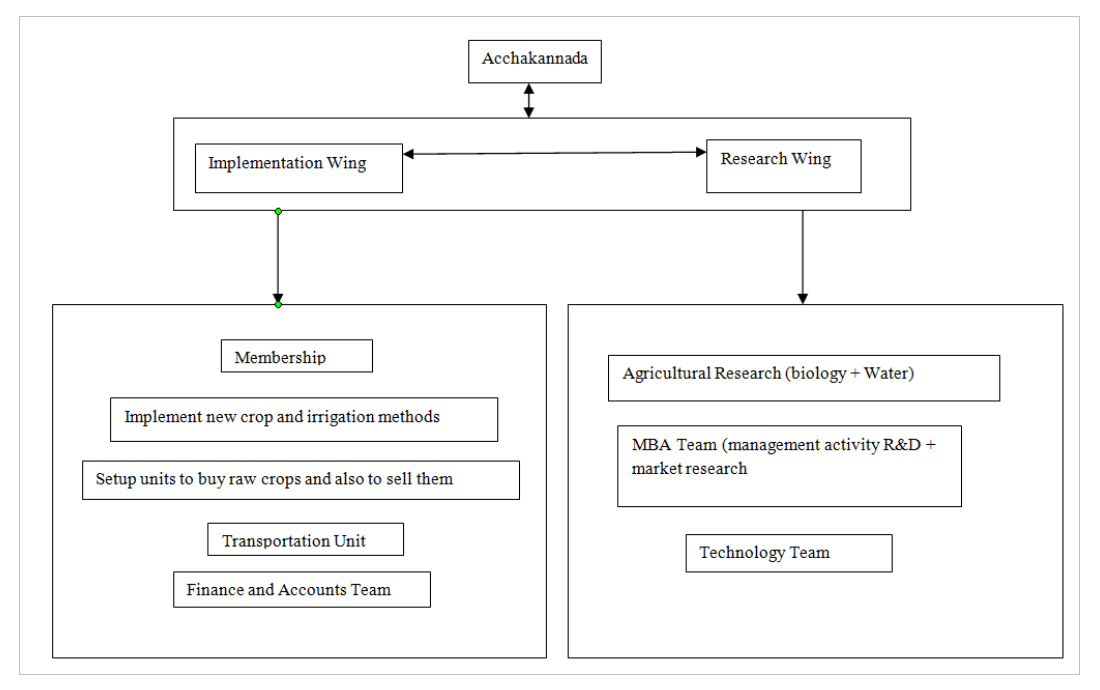 Acchakannada
Implementation Wing
Research Wing
Membership
Implement new crop and irrigation methods
Setup units to buy raw crops and also to sell them
Transportation Unit
Finance and Accounts Team
Agricultural Research (biology + Water)
MBA Team (management activity R&D +
market research
Technology Team